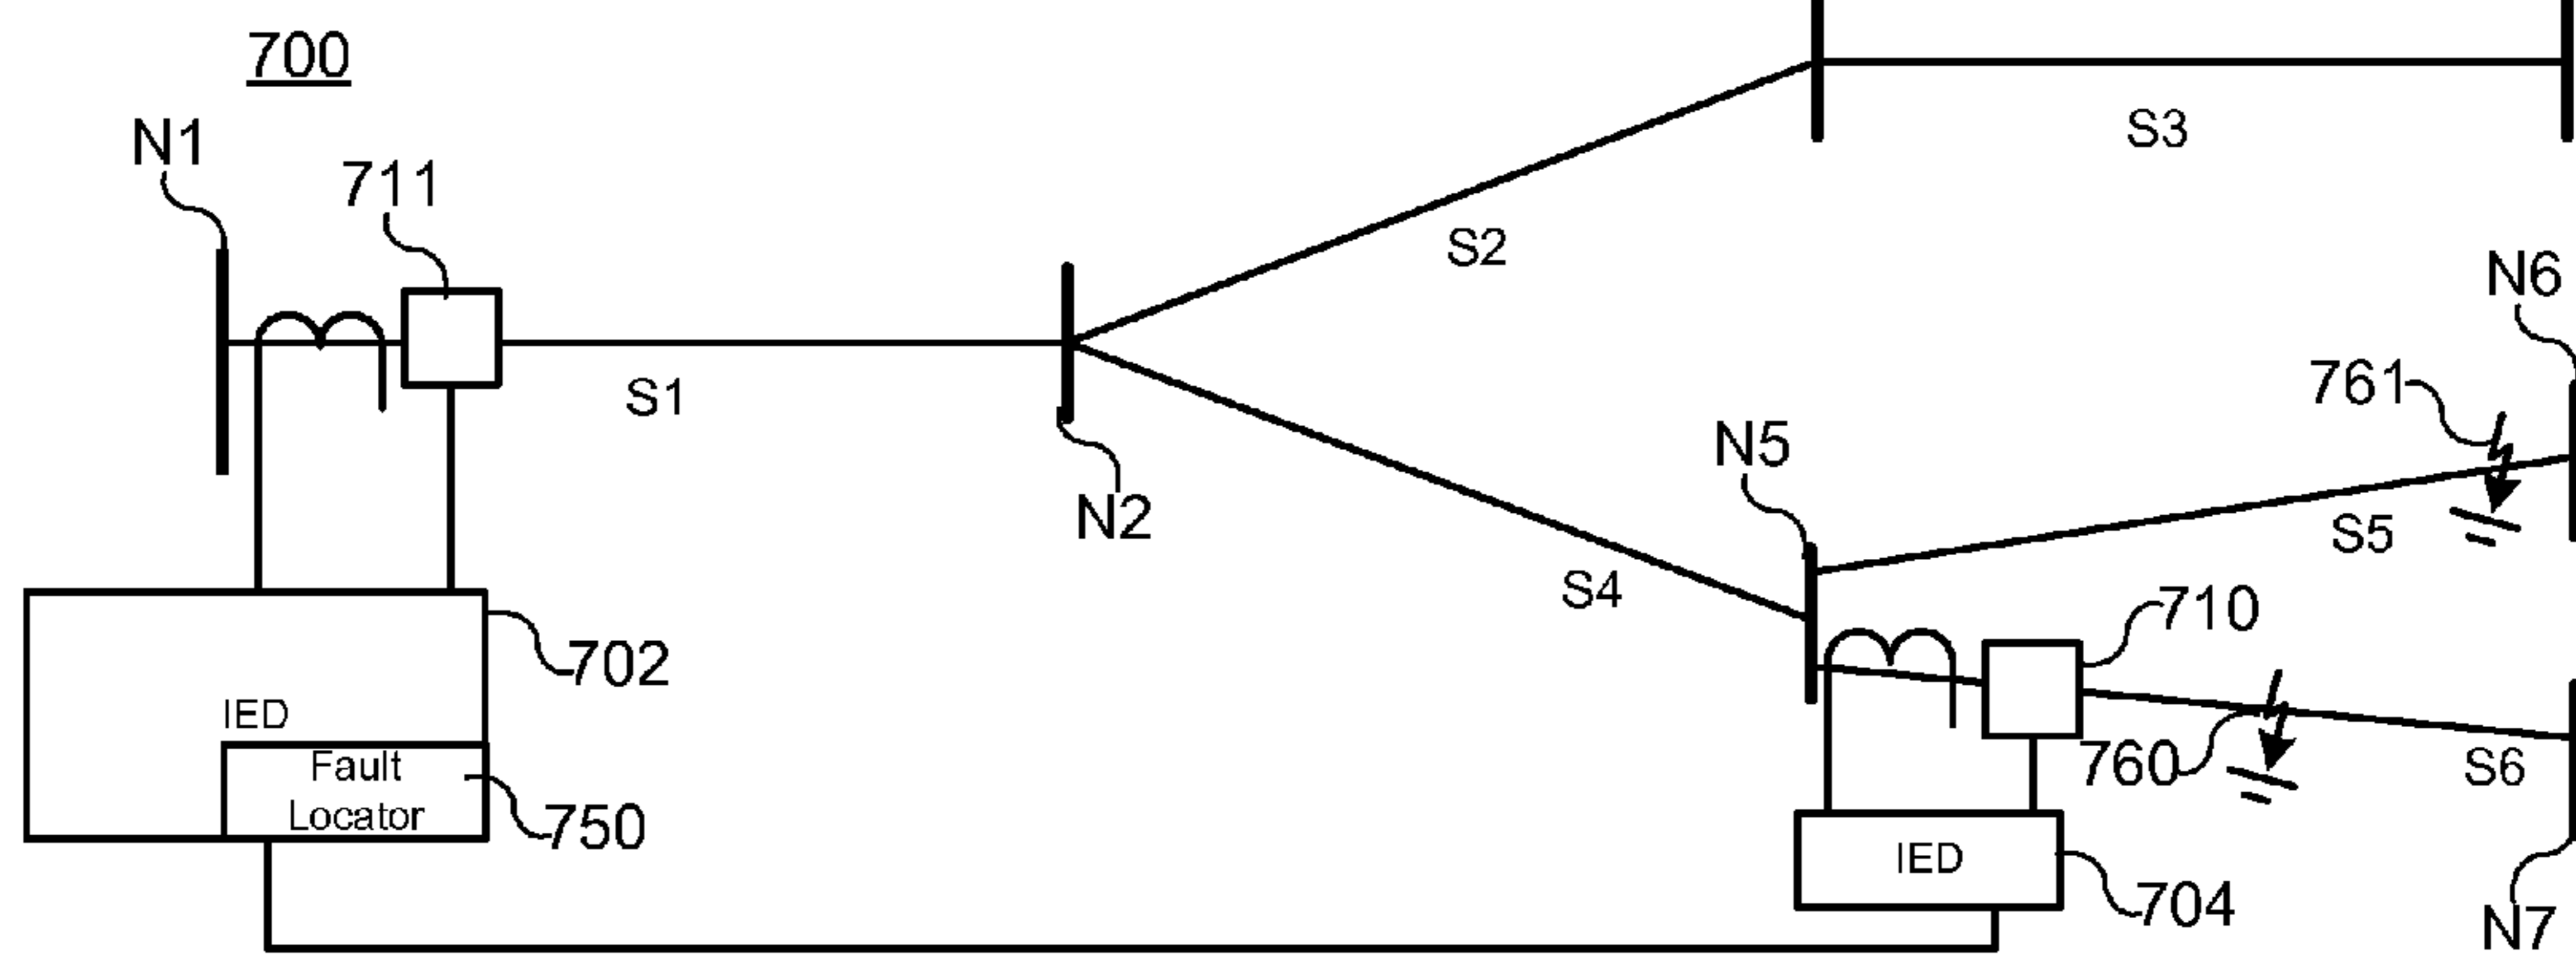 700
N1
711
S1
N2
S2
S3
N6
761
N5
S5
S4
710
702
IED
760
S6
Fault
Locator
750
IED
704
N7